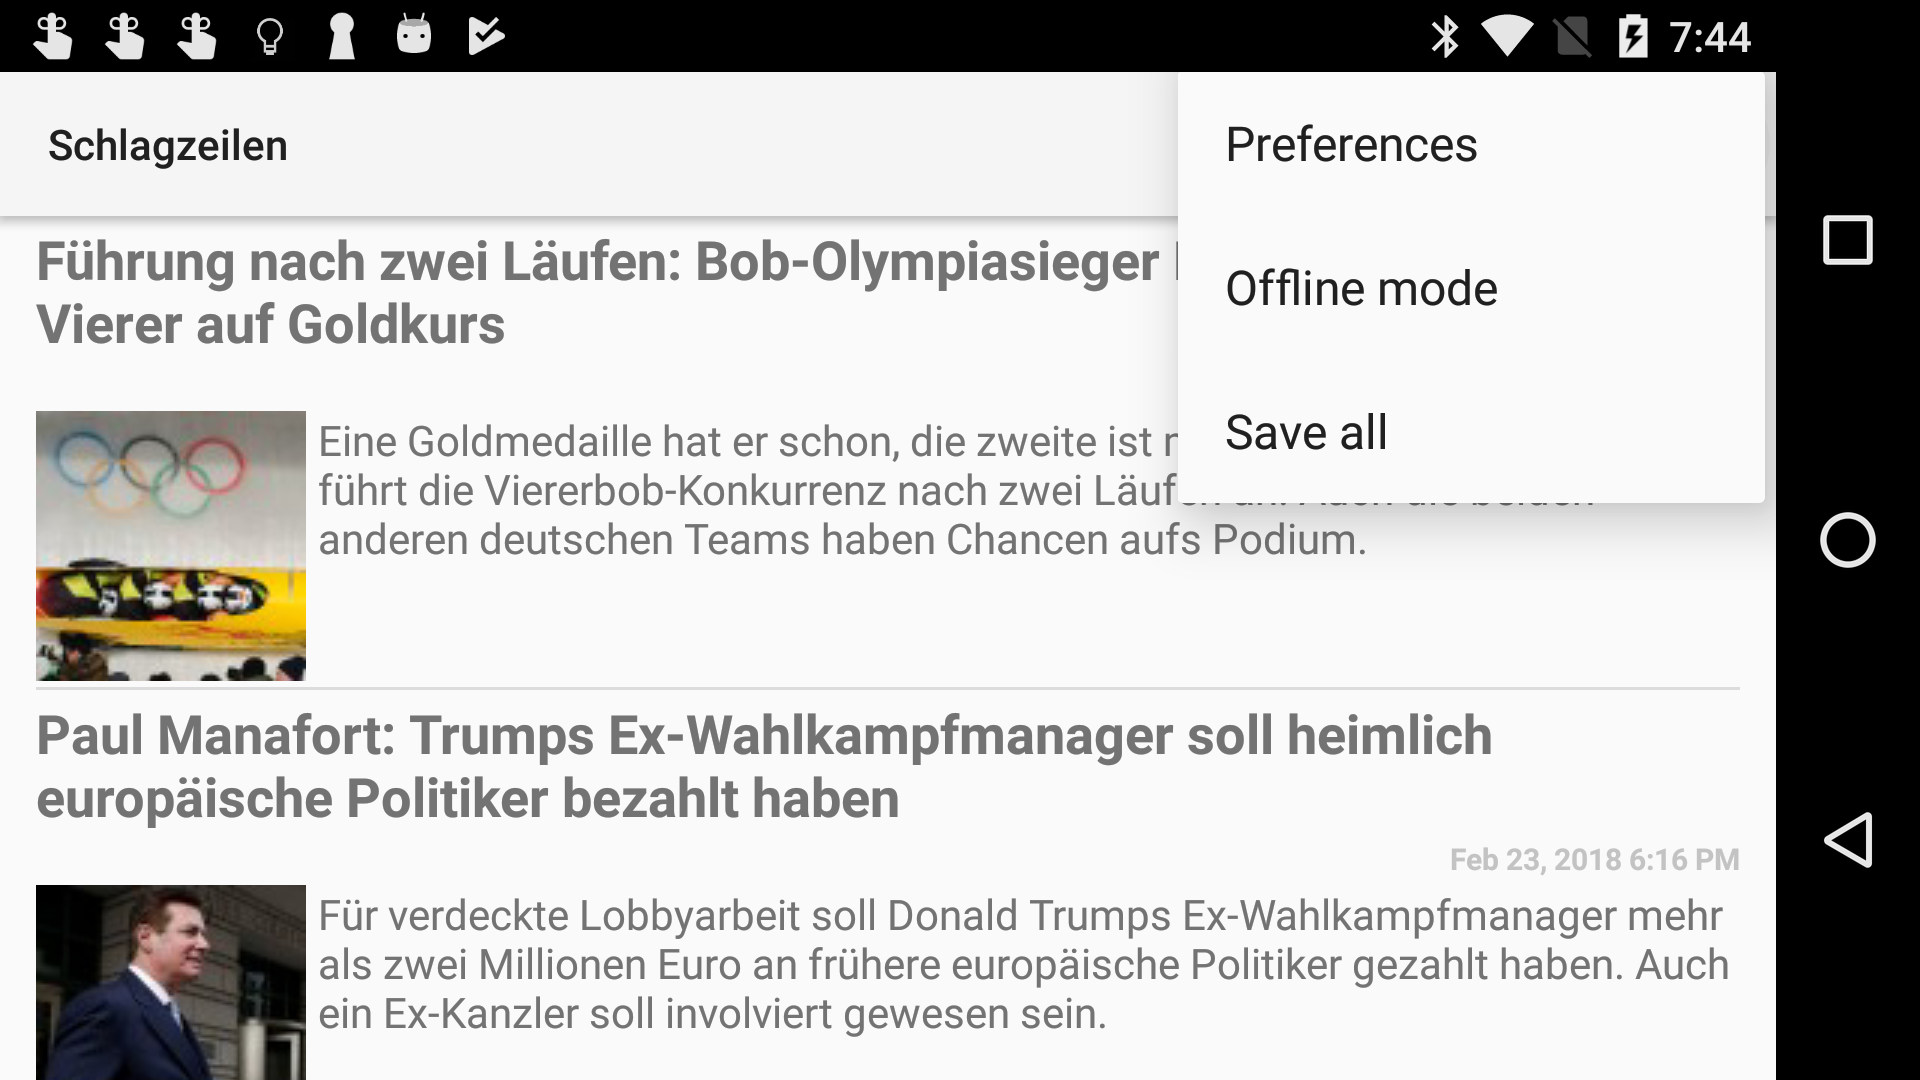 7:44
Schlagzeilen
Preferences
Offline mode
Save all
Führung nach zwei Läufen: Bob-Olympiasieger
Vierer auf Goldkurs
Eine Goldmedaille hat er schon, die zweite ist
führt die Viererbob-Konkurrenz nach zwei
anderen deutschen Teams haben Chancen aufs Podium.
Paul Manafort: Trumps Ex-Wahlkampfmanager soll heimlich
europäische Politiker bezahlt haben
Feb 23, 2018 6:16 PM
Für verdeckte Lobbyarbeit soll Donald Trumps Ex-Wahlkampfmanager mehr
als zwei Millionen Euro an frühere europäische Politiker gezahlt haben. Auch
ein Ex-Kanzler soll involviert gewesen sein.